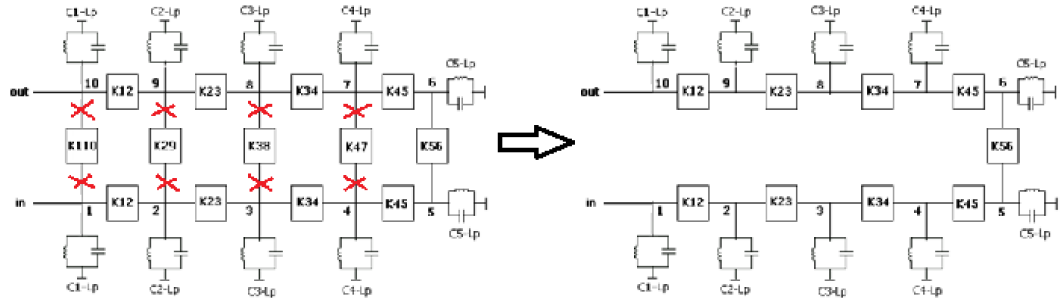 C1-Lp C2-Lp C3-Lp C4-Lp
C5-Lp
out 10 K12 9 K23 8 K34 7 K45 6
K110 K29 K38 K47 K56
in 1 K12 2 K23 3 K34 4 K45 5
C5-Lp
C1-Lp C2-Lp C3-Lp C4-Lp
C1-Lp C2-Lp C3-Lp C4-Lp
C5-Lp
out 10 K12 9 K23 8 K34 7 K45 6
K56
in 1 K12 2 K23 3 K34 4 K45 5
C5-Lp
C1-Lp C2-Lp C3-Lp C4-Lp